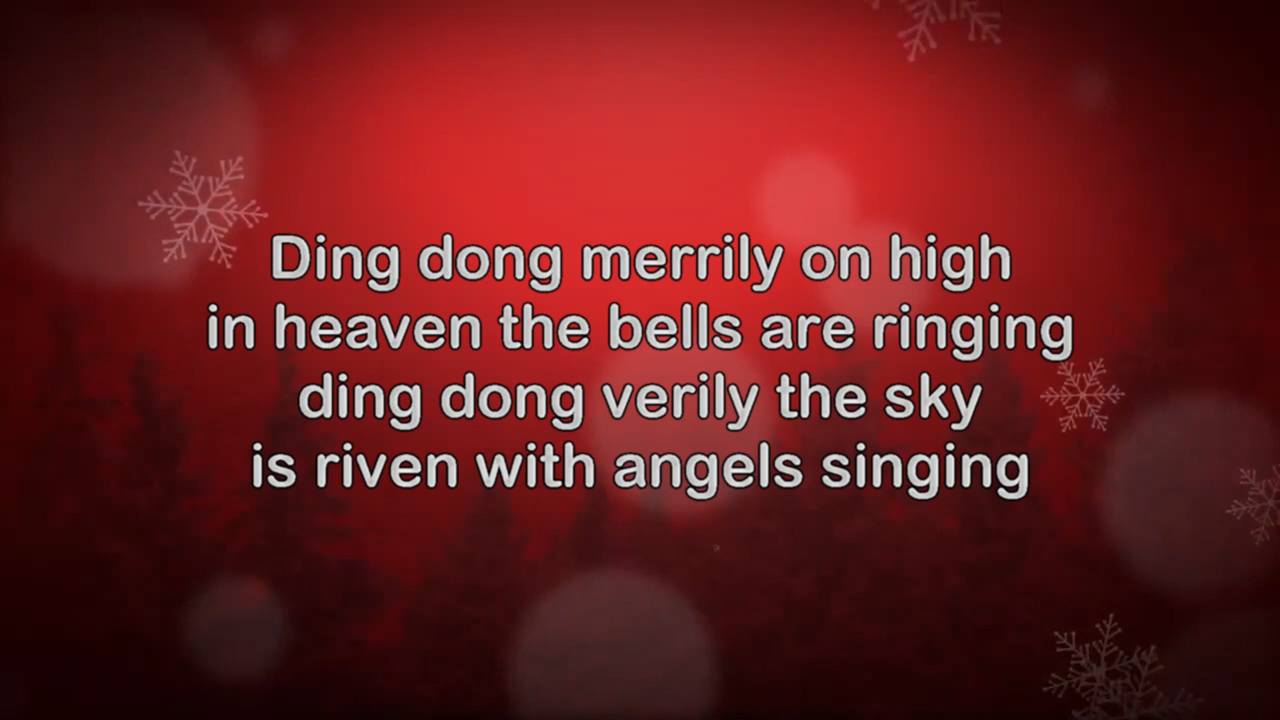 Ding dong merrily on high
in heaven the bells are ringing
ding dong verily the sky
is riven with angels singing